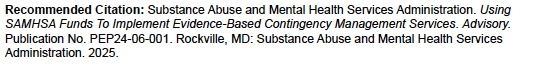 Recommended Citation: Substance Abuse and Mental Health Services Administration. Using
SAMHSA Funds To Implement Evidence-Based Contingency Management Services. Advisory.
Publication No. PEP24-06-001. Rockville, MD: Substance Abuse and Mental Health Services
Administration. 2025.